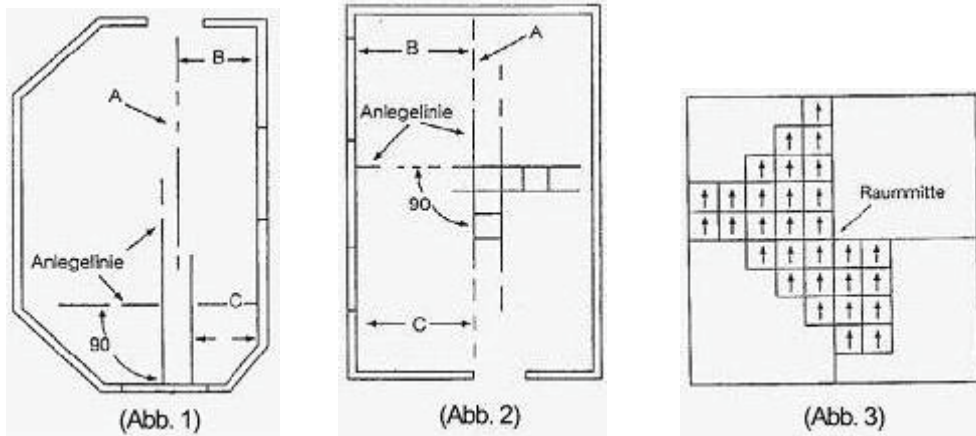 B
A
Anlegelinie
C
90
(Abb. 1)
B
A
Anlegelinie
90
C
(Abb. 2)
Raummitte
(Abb. 3)